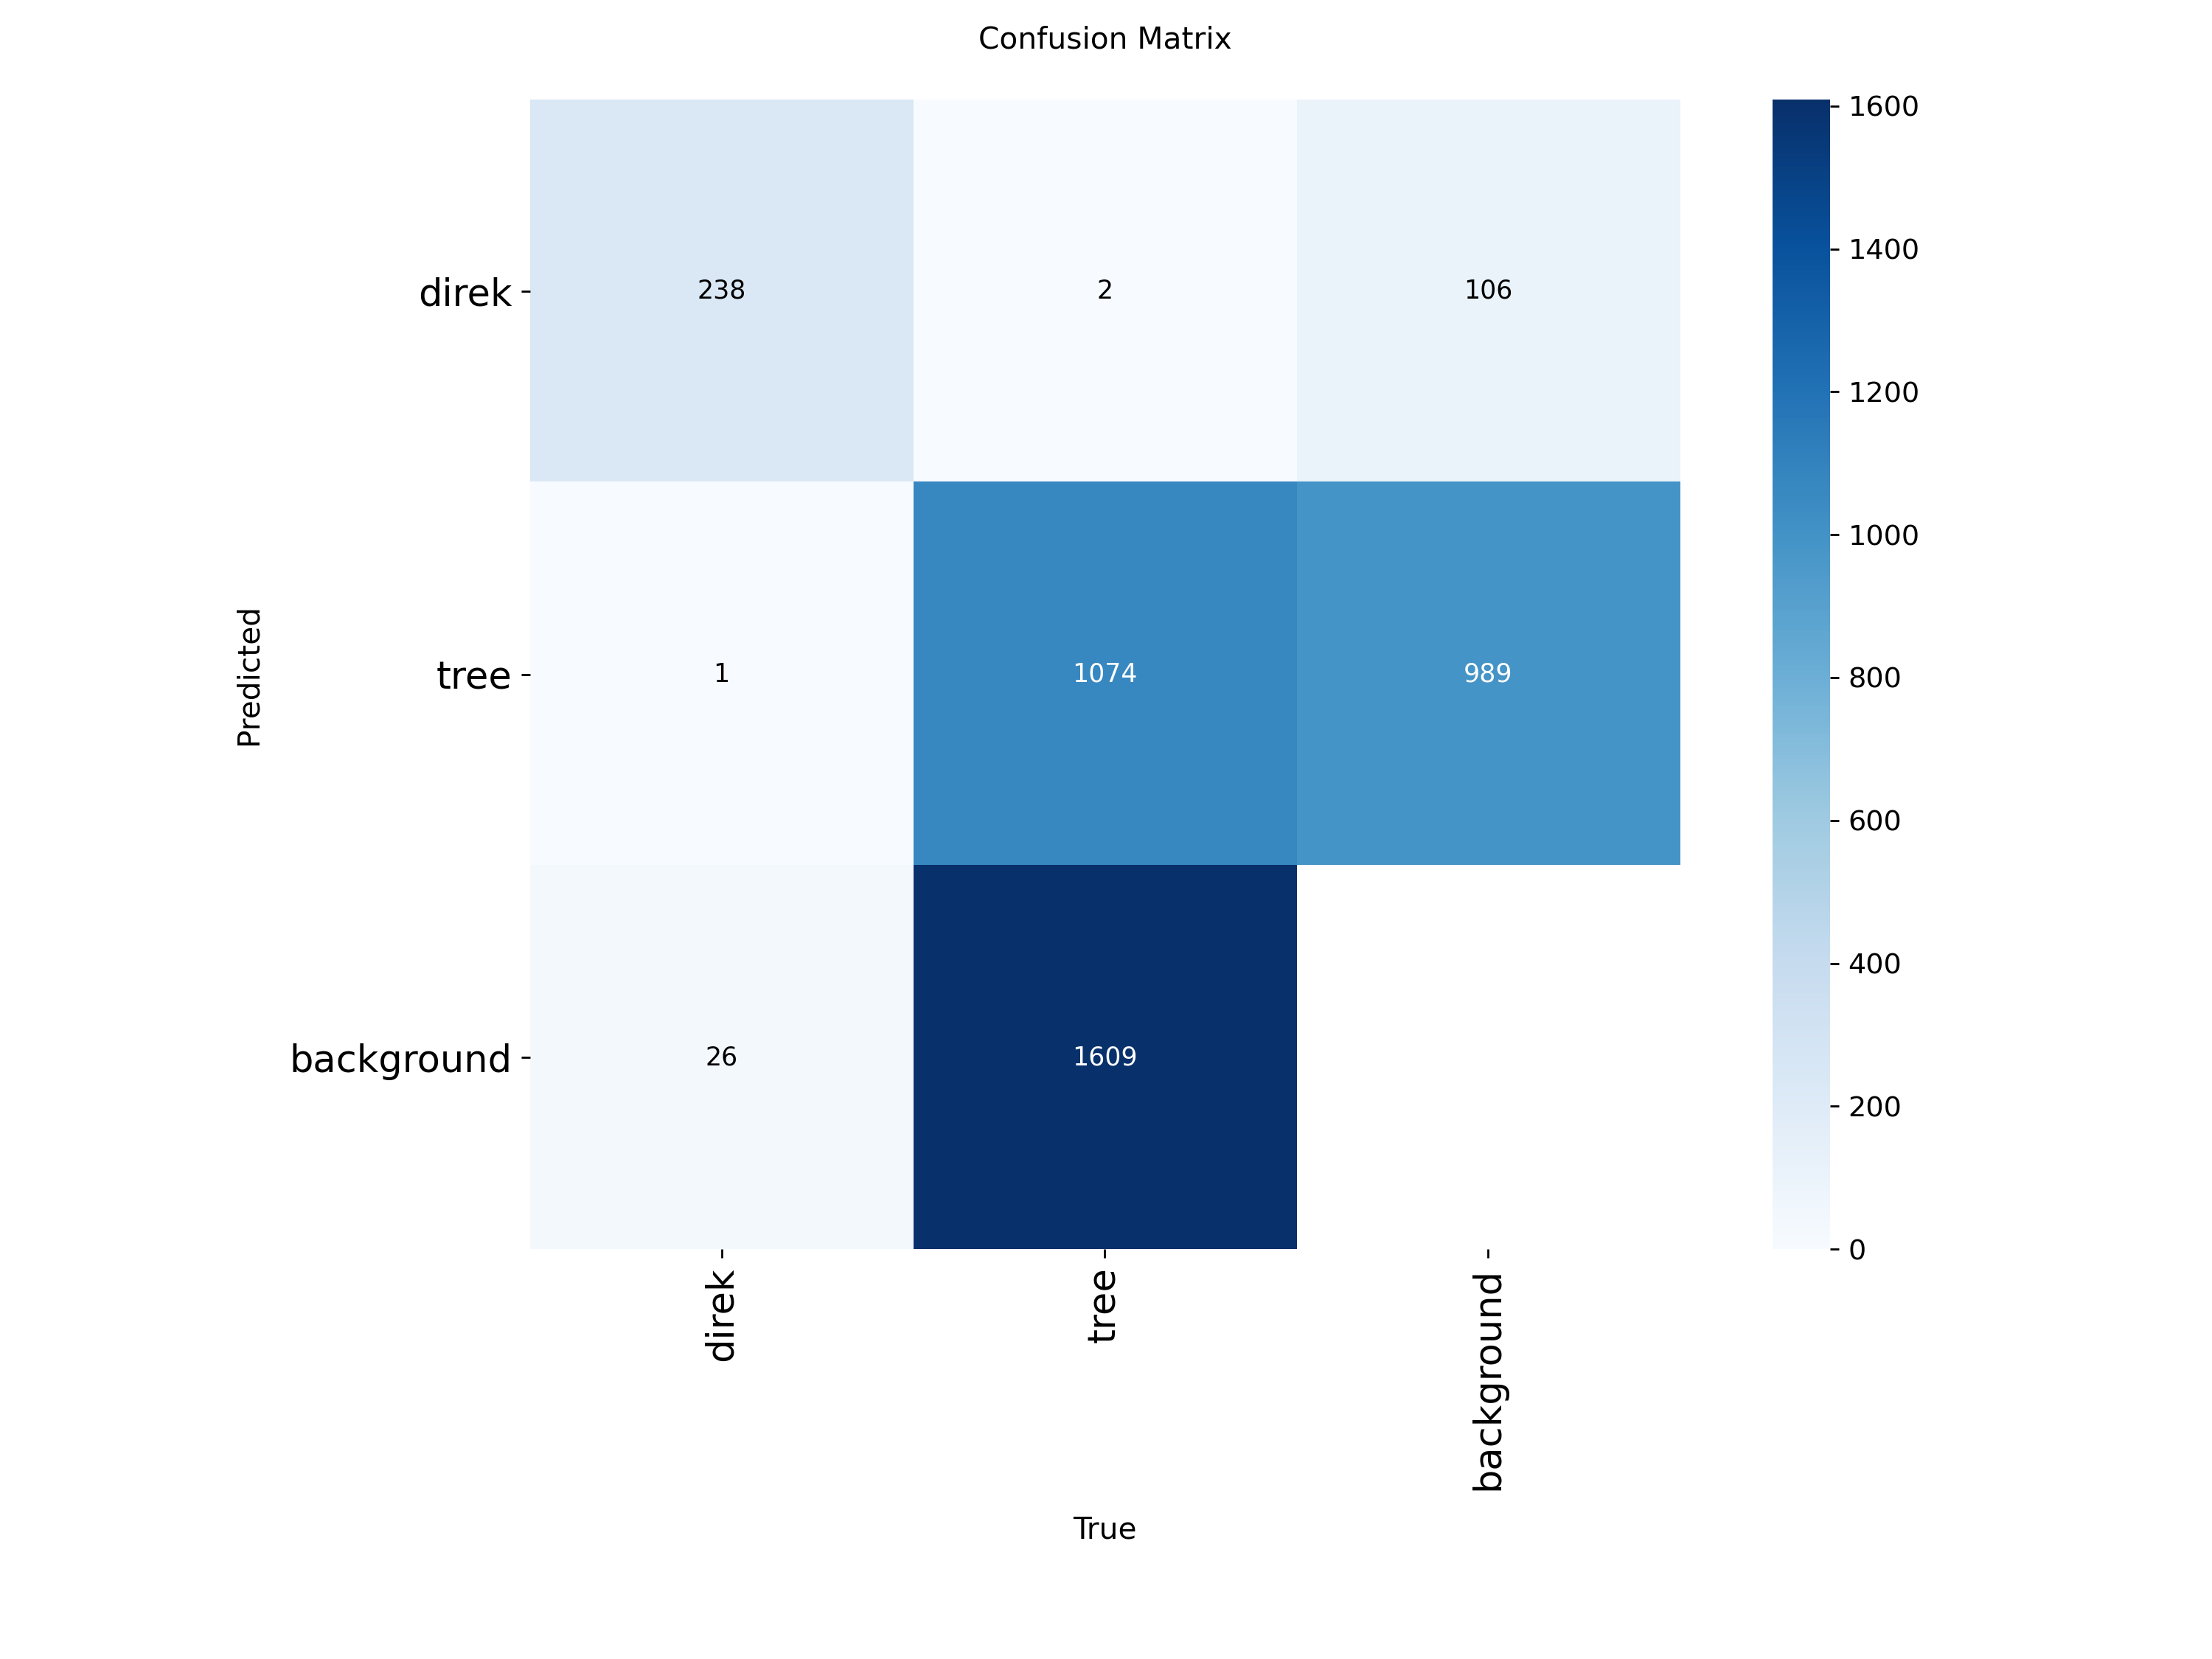 Confusion Matrix
direk
238
2
106
tree
1
1074
989
background
26
1609
Predicted
direk
tree
background
True
1600
1400
1200
1000
800
600
400
200
0